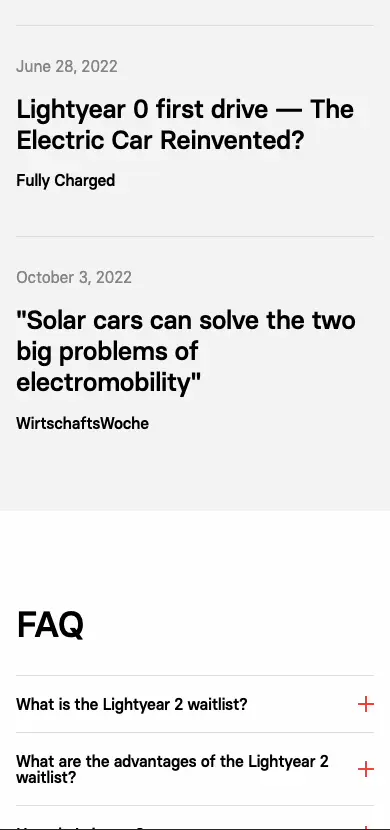 June 28, 2022
Lightyear 0 first drive — The
Electric Car Reinvented?
Fully Charged
October 3, 2022
"Solar cars can solve the two
big problems of
electromobility"
WirtschaftsWoche
FAQ
What is the Lightyear 2 waitlist?
What are the advantages of the Lightyear 2
waitlist?